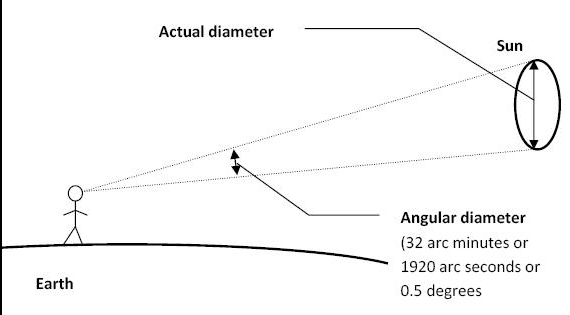 Actual diameter
Sun
Angular diameter
(32 arc minutes or
1920 arc seconds or
0.5 degrees
Earth